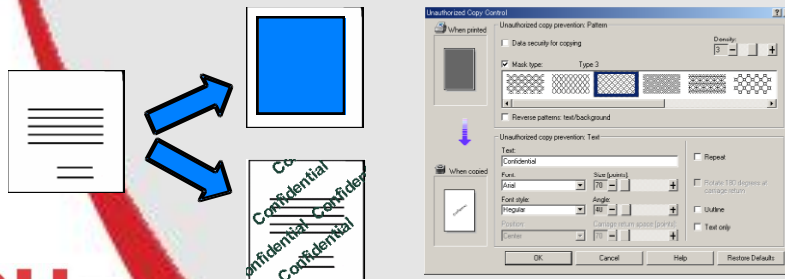 Confidential
Confidential
Confidential
Confidential
Unauthorized Copy Control
When printed
Unauthorized copy prevention: Pattern
Data security for copying
Density:
3
Mask type:
Type 3
Reverse patterns: text/background
When copied
Unauthorized copy prevention: Text
Text:
Confidential
Repeat
Font:
Arial
Size (points):
70
Rotate 180 degrees at carriage return
Font style:
Regular
Angle:
40
Outline
Position:
Center
Carriage return space (points):
70
Text only
OK
Cancel
Help
Restore Defaults